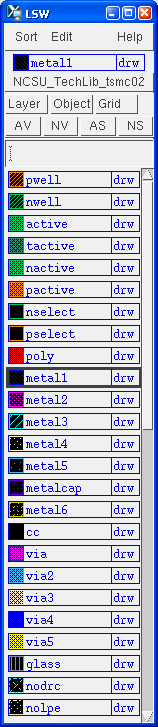 LSW
Sort Edit Help
metal1 drw
NCSU_TechLib_tsmc02
Layer Object Grid
AV NV AS NS
pwell drw
nwell drw
active drw
tactive drw
nactive drw
pactive drw
nselect drw
pselect drw
poly drw
metal1 drw
metal2 drw
metal3 drw
metal4 drw
metal5 drw
metalcap drw
metal6 drw
cc drw
via drw
via2 drw
via3 drw
via4 drw
via5 drw
glass drw
nodrc drw
nolpe drw